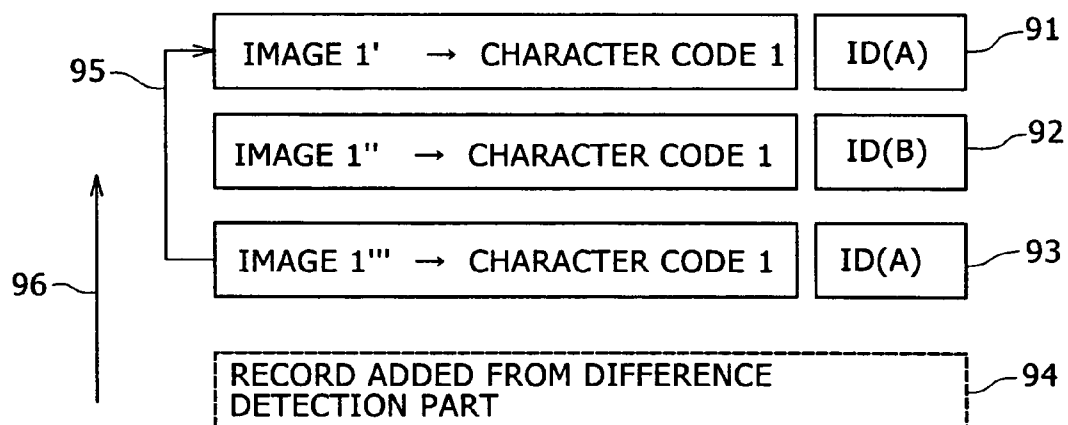 IMAGE 1' → CHARACTER CODE 1 ID(A) 91
95
IMAGE 1'' → CHARACTER CODE 1 ID(B) 92
IMAGE 1''' → CHARACTER CODE 1 ID(A) 93
96
RECORD ADDED FROM DIFFERENCE 94
DETECTION PART